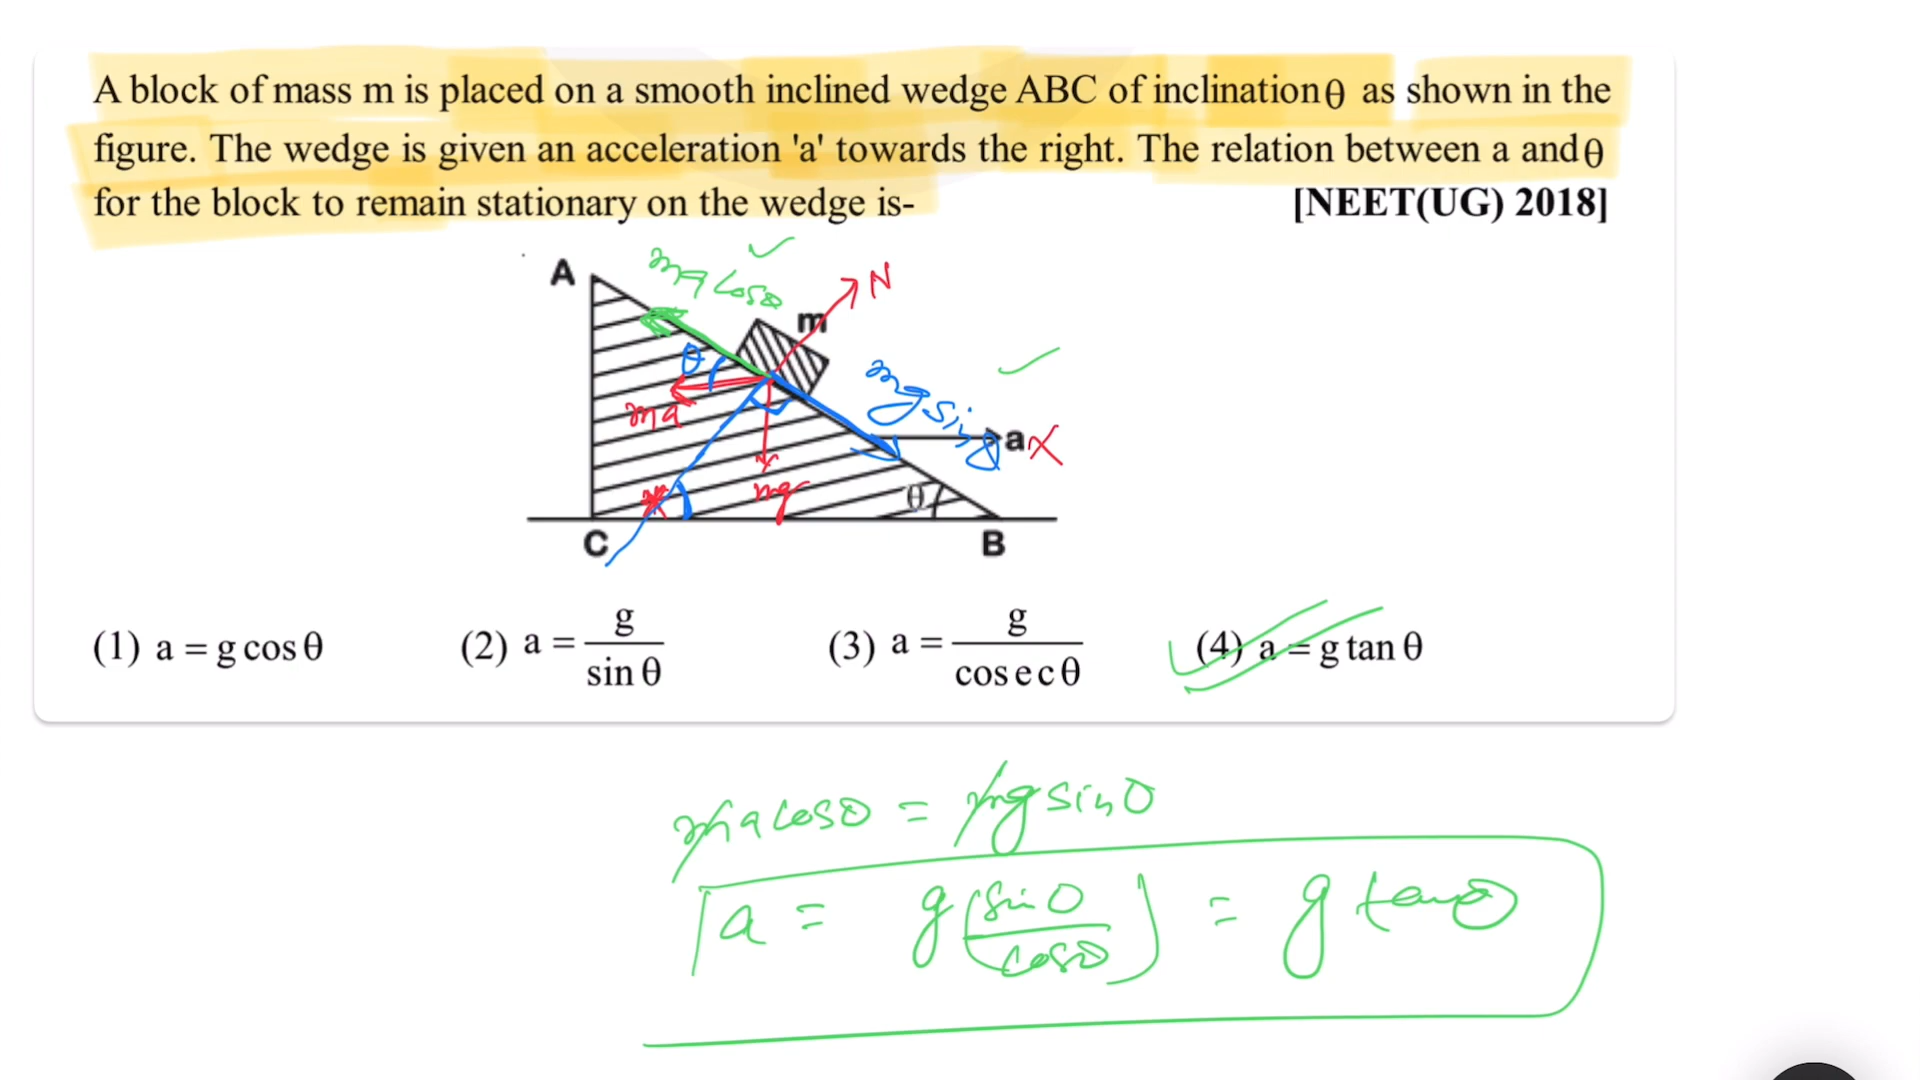 A block of mass m is placed on a smooth inclined wedge ABC of inclination θ as shown in the
figure. The wedge is given an acceleration 'a' towards the right. The relation between a and θ
for the block to remain stationary on the wedge is- [NEET(UG) 2018]
A
ma cosθ
N
m
θ
ma
mg sinθ
a
mg
θ
C
B
(1) a = g cos θ (2) a = g/sin θ (3) a = g/cosec θ (4) a = g tan θ
ma cosθ = mg sinθ
a = g(sinθ/cosθ) = g tanθ